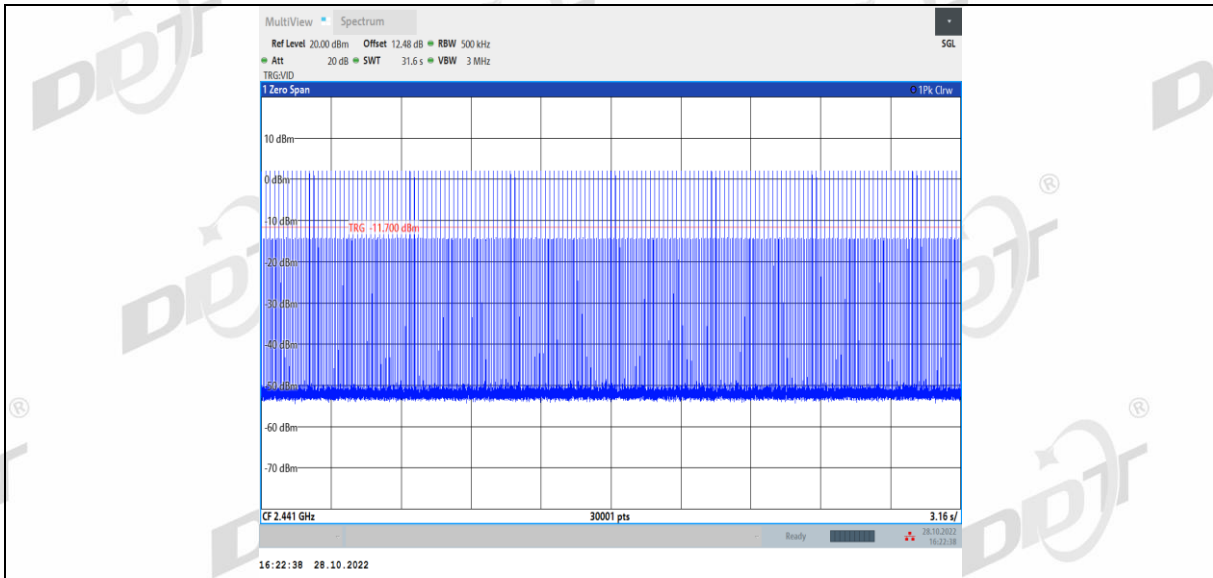 MultiView Spectrum
Ref Level 20.00 dBm Offset 12.48 dB RBW 500 kHz SGL
Att 20 dB SWT 31.6 s VBW 3 MHz
TRG:VID
1 Zero Span 1Pk Clrw
10 dBm
0 dBm
-10 dBm
TRG -11.700 dBm
-20 dBm
-30 dBm
-40 dBm
-50 dBm
-60 dBm
-70 dBm
CF 2.441 GHz 30001 pts 3.16 s/
Ready 28.10.2022
16:22:38
16:22:38 28.10.2022
DDT
®